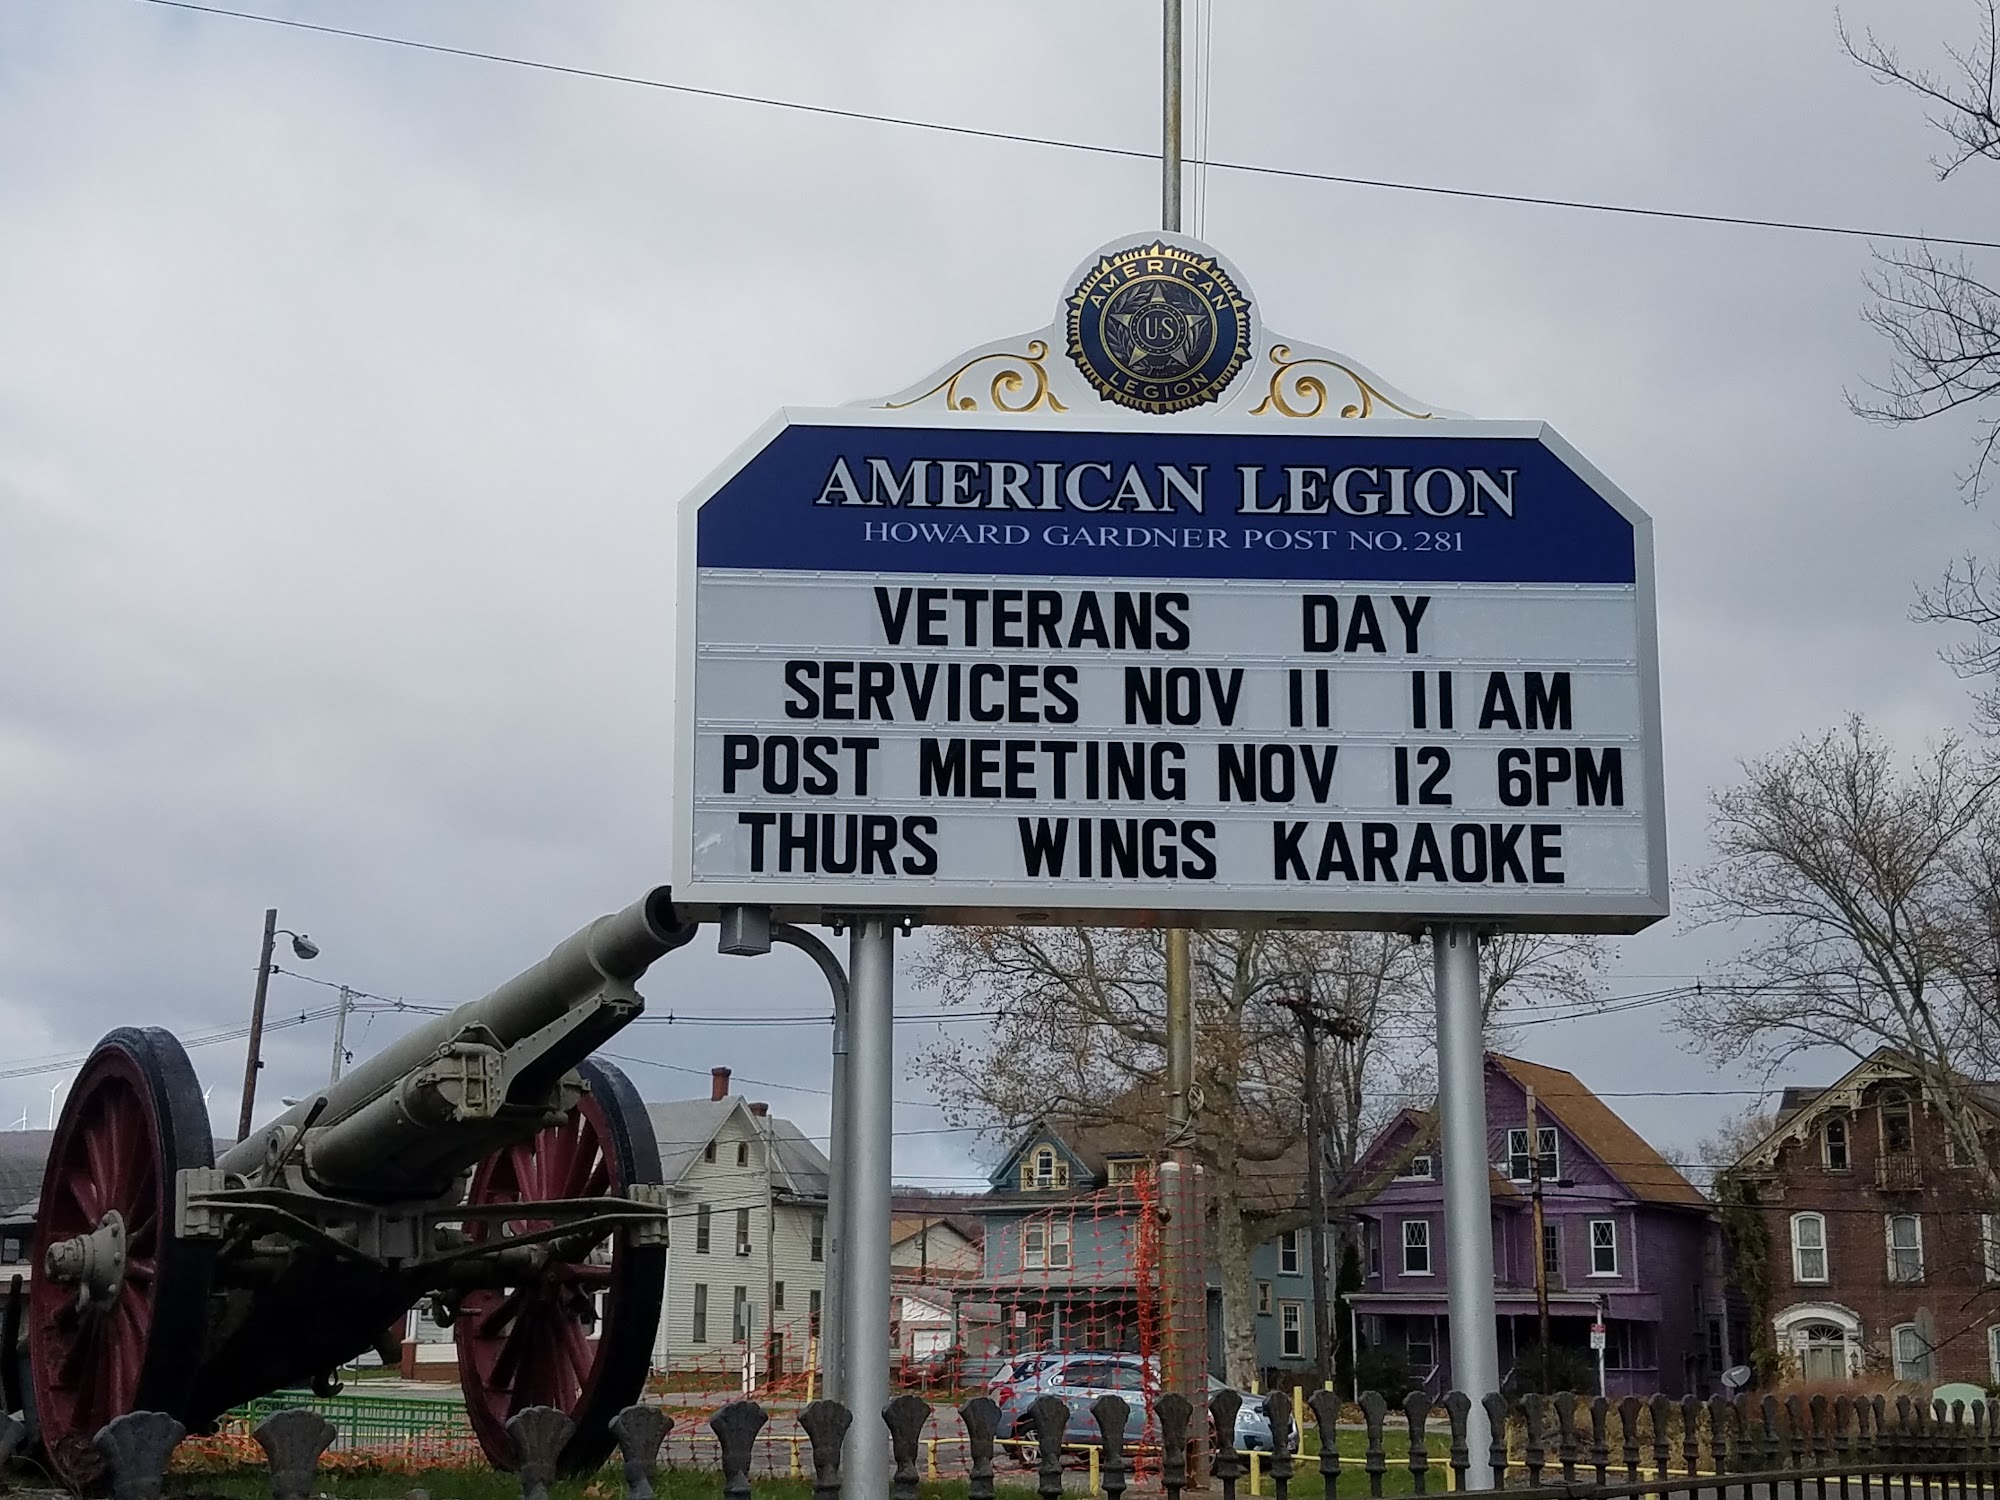 AMERICAN
U.S
LEGION
AMERICAN LEGION
HOWARD GARDNER POST NO. 281
VETERANS DAY
SERVICES NOV 11 11 AM
POST MEETING NOV 12 6PM
THURS WINGS KARAOKE